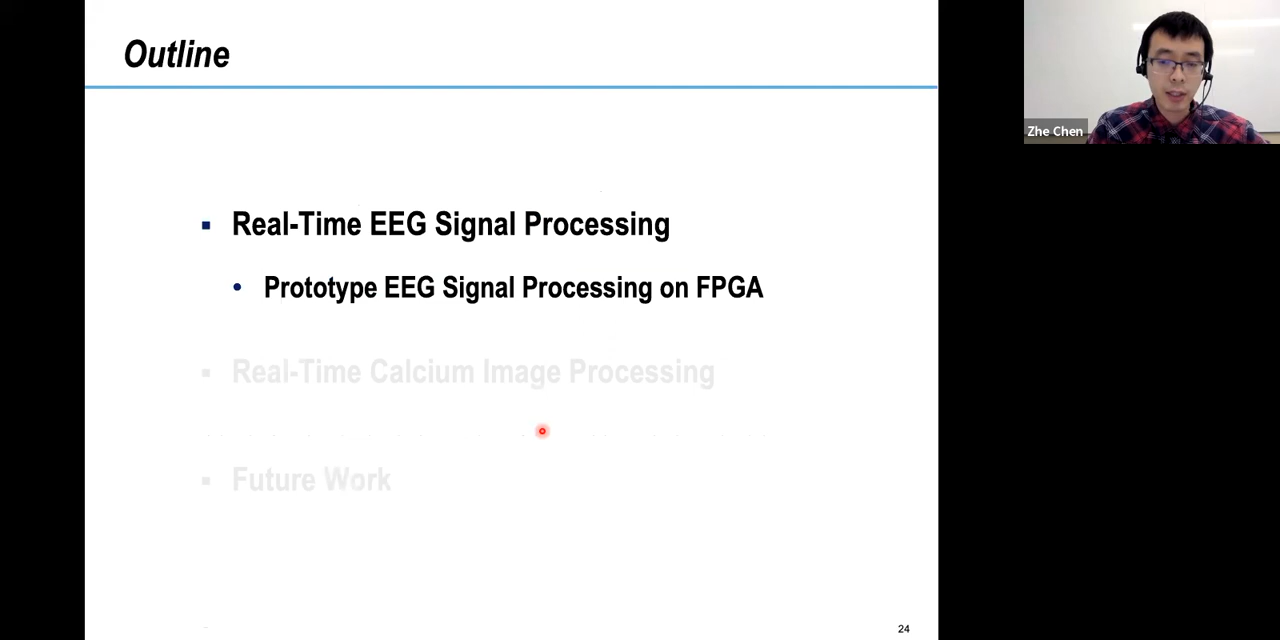 Outline
Zhe Chen
Real-Time EEG Signal Processing
Prototype EEG Signal Processing on FPGA
Real-Time Calcium Image Processing
Future Work
24